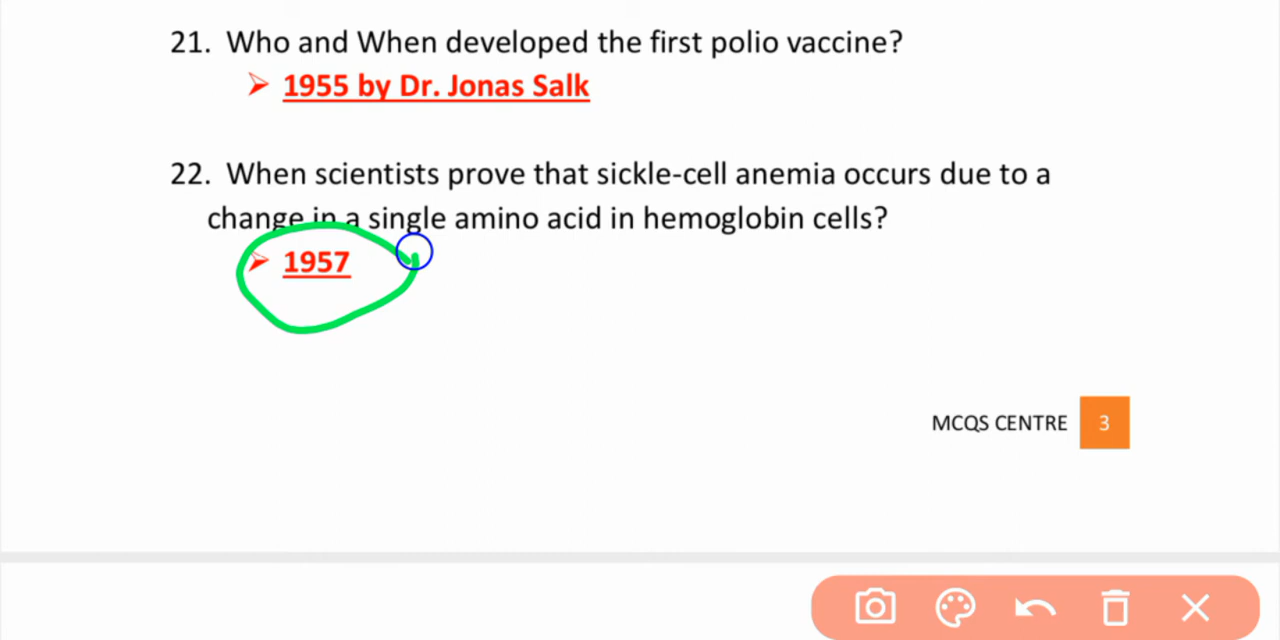 21. Who and When developed the first polio vaccine?
➢ 1955 by Dr. Jonas Salk
22. When scientists prove that sickle-cell anemia occurs due to a
change in a single amino acid in hemoglobin cells?
➢ 1957
MCQS CENTRE 3